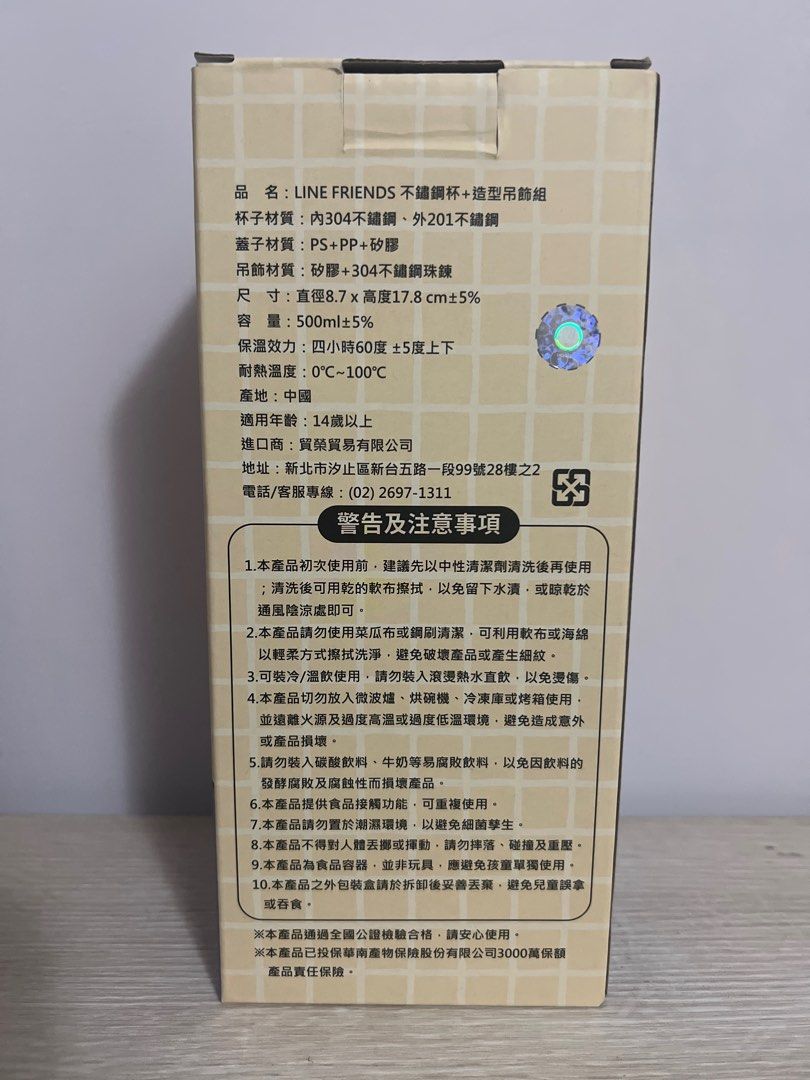 品　名：LINE FRIENDS 不鏽鋼杯+造型吊飾組
杯子材質：內304不鏽鋼、外201不鏽鋼
蓋子材質：PS+PP+矽膠
吊飾材質：矽膠+304不鏽鋼珠鍊
尺　寸：直徑8.7 x 高度17.8 cm±5%
容　量：500ml±5%
保溫效力：四小時60度 ±5度上下
耐熱溫度：0℃~100℃
產地：中國
適用年齡：14歲以上
進口商：貿榮貿易有限公司
地址：新北市汐止區新台五路一段99號28樓之2
電話/客服專線：(02) 2697-1311
警告及注意事項
1.本產品初次使用前，建議先以中性清潔劑清洗後再使用
；清洗後可用乾的軟布擦拭，以免留下水漬，或晾乾於
通風陰涼處即可。
2.本產品請勿使用菜瓜布或鋼刷清潔，可利用軟布或海綿
以輕柔方式擦拭洗淨，避免破壞產品或產生細紋。
3.可裝冷/溫飲使用，請勿裝入滾燙熱水直飲，以免燙傷。
4.本產品切勿放入微波爐、烘碗機、冷凍庫或烤箱使用，
並遠離火源及過度高溫或過度低溫環境，避免造成意外
或產品損壞。
5.請勿裝入碳酸飲料、牛奶等易腐敗飲料，以免因飲料的
發酵腐敗及腐蝕性而損壞產品。
6.本產品提供食品接觸功能，可重複使用。
7.本產品請勿置於潮濕環境，以避免細菌孳生。
8.本產品不得對人體丟擲或揮動，請勿摔落、碰撞及重壓。
9.本產品為食品容器，並非玩具，應避免孩童單獨使用。
10.本產品之外包裝盒請於拆卸後妥善丟棄，避免兒童誤拿
或吞食。
※本產品通過全國公證檢驗合格，請安心使用。
※本產品已投保華南產物保險股份有限公司3000萬保額
產品責任保險。